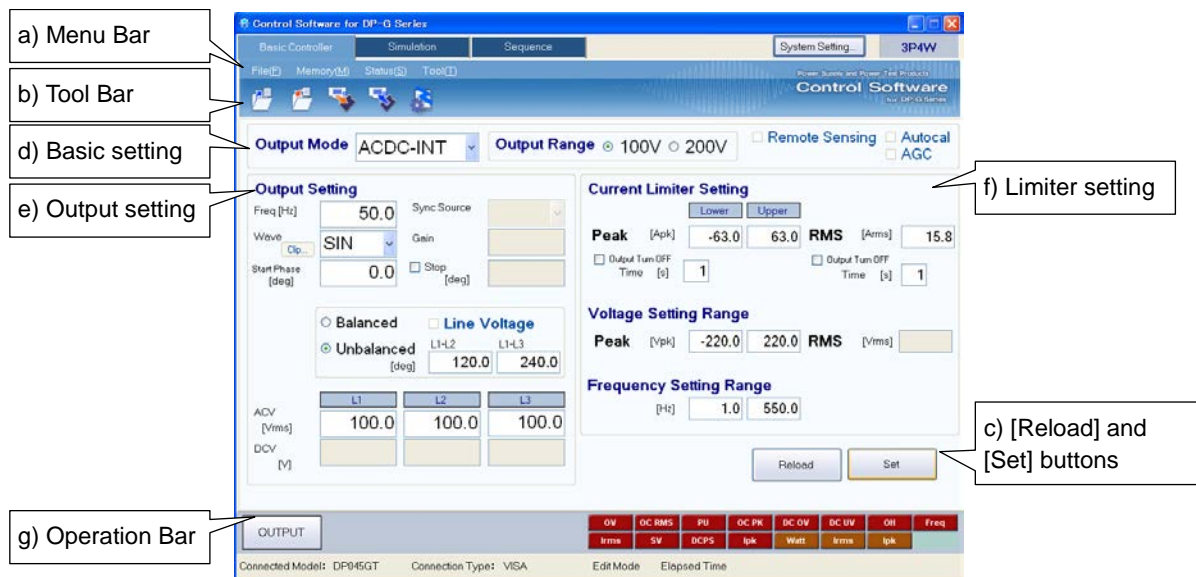 a) Menu Bar
b) Tool Bar
d) Basic setting
e) Output setting
g) Operation Bar
f) Limiter setting
c) [Reload] and
[Set] buttons
Control Software for DP-G Series
Basic Controller Simulation Sequence System Setting... 3P4W
File(F) Memory(M) Status(S) Tool(T)
Power Supply and Power Test Products
Control Software
for DP-G Series
Output Mode ACDC-INT Output Range 100V 200V Remote Sensing Autocal
AGC
Output Setting
Freq [Hz] 50.0 Sync Source
Wave Clip... SIN Gain
Start Phase [deg] 0.0 Stop [deg]
Balanced Line Voltage
Unbalanced L1-L2 L1-L3
[deg] 120.0 240.0
L1 L2 L3
ACV [Vrms] 100.0 100.0 100.0
DCV [V]
Current Limiter Setting
Lower Upper
Peak [Apk] -63.0 63.0 RMS [Arms] 15.8
Output Turn OFF Output Turn OFF
Time [s] 1 Time [s] 1
Voltage Setting Range
Peak [Vpk] -220.0 220.0 RMS [Vrms]
Frequency Setting Range
[Hz] 1.0 550.0
Reload Set
OUTPUT
OV OC RMS PU OC PK DC OV DC UV OH Freq
Irms SV DCPS Ipk Watt Irms Ipk
Connected Model: DP045GT Connection Type: VISA Edit Mode Elapsed Time